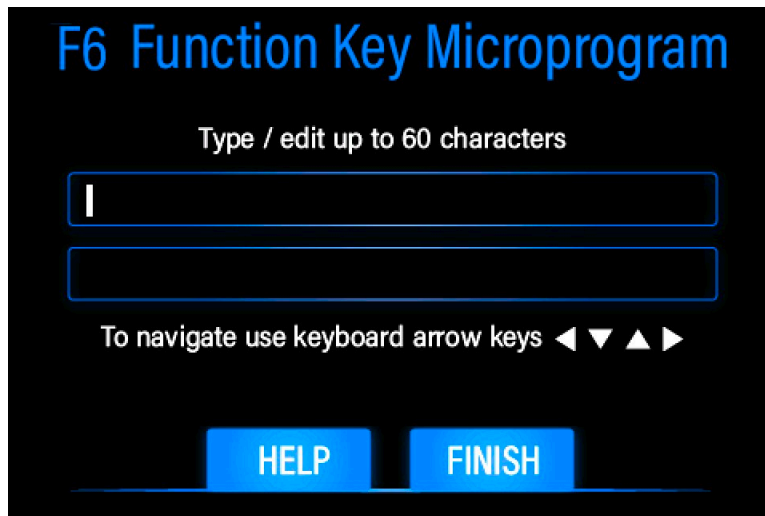 F6 Function Key Microprogram
Type / edit up to 60 characters
To navigate use keyboard arrow keys ◀ ▼ ▲ ▶
HELP FINISH